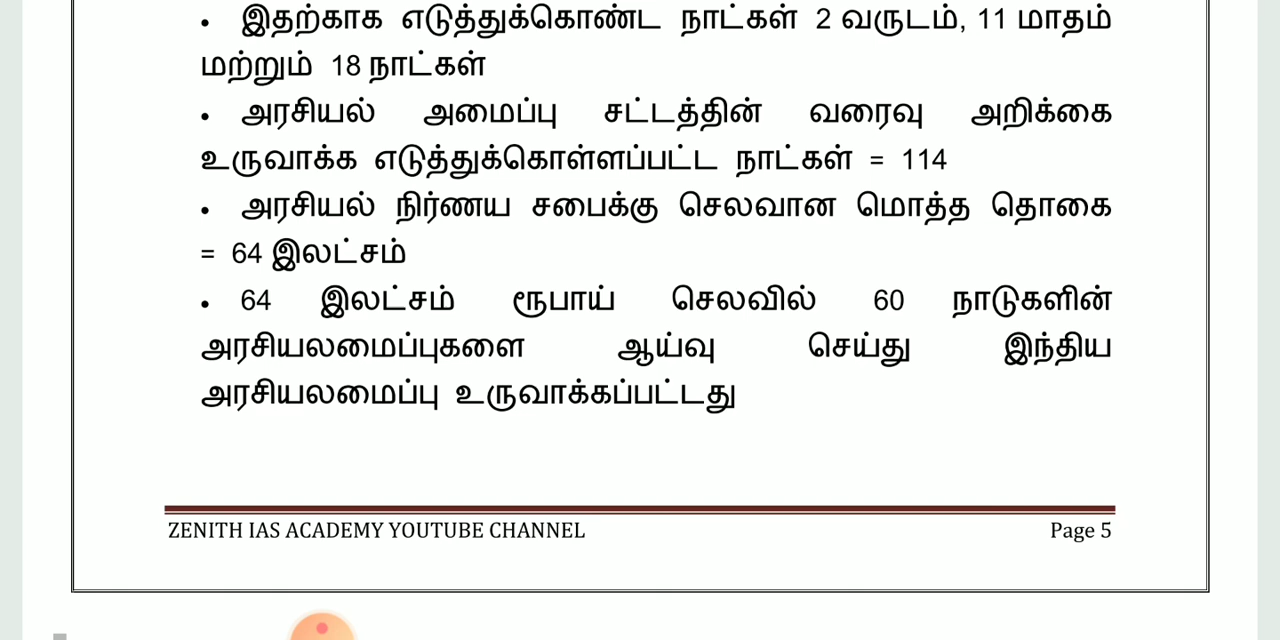 • இதற்காக எடுத்துக்கொண்ட நாட்கள் 2 வருடம், 11 மாதம்
மற்றும் 18 நாட்கள்
• அரசியல் அமைப்பு சட்டத்தின் வரைவு அறிக்கை
உருவாக்க எடுத்துக்கொள்ளப்பட்ட நாட்கள் = 114
• அரசியல் நிர்ணய சபைக்கு செலவான மொத்த தொகை
= 64 இலட்சம்
• 64 இலட்சம் ரூபாய் செலவில் 60 நாடுகளின்
அரசியலமைப்புகளை ஆய்வு செய்து இந்திய
அரசியலமைப்பு உருவாக்கப்பட்டது
ZENITH IAS ACADEMY YOUTUBE CHANNEL Page 5